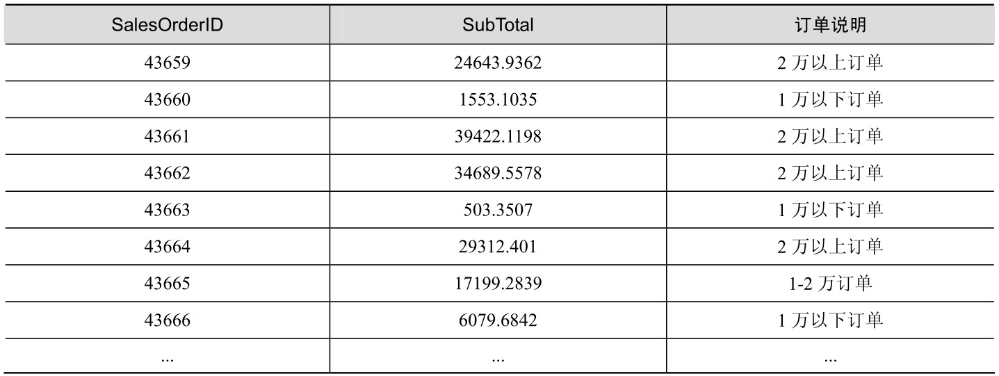 SalesOrderID SubTotal 订单说明
43659 24643.9362 2 万以上订单
43660 1553.1035 1 万以下订单
43661 39422.1198 2 万以上订单
43662 34689.5578 2 万以上订单
43663 503.3507 1 万以下订单
43664 29312.401 2 万以上订单
43665 17199.2839 1-2 万订单
43666 6079.6842 1 万以下订单
... ... ...